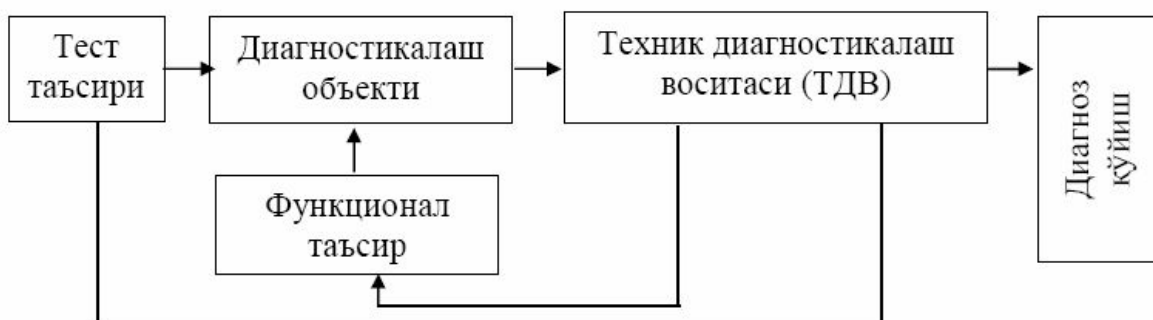 Тест
таъсири
Диагностикалаш
объекти
Техник диагностикалаш
воситаси (ТДВ)
Диагноз
қўйиш
Функционал
таъсир